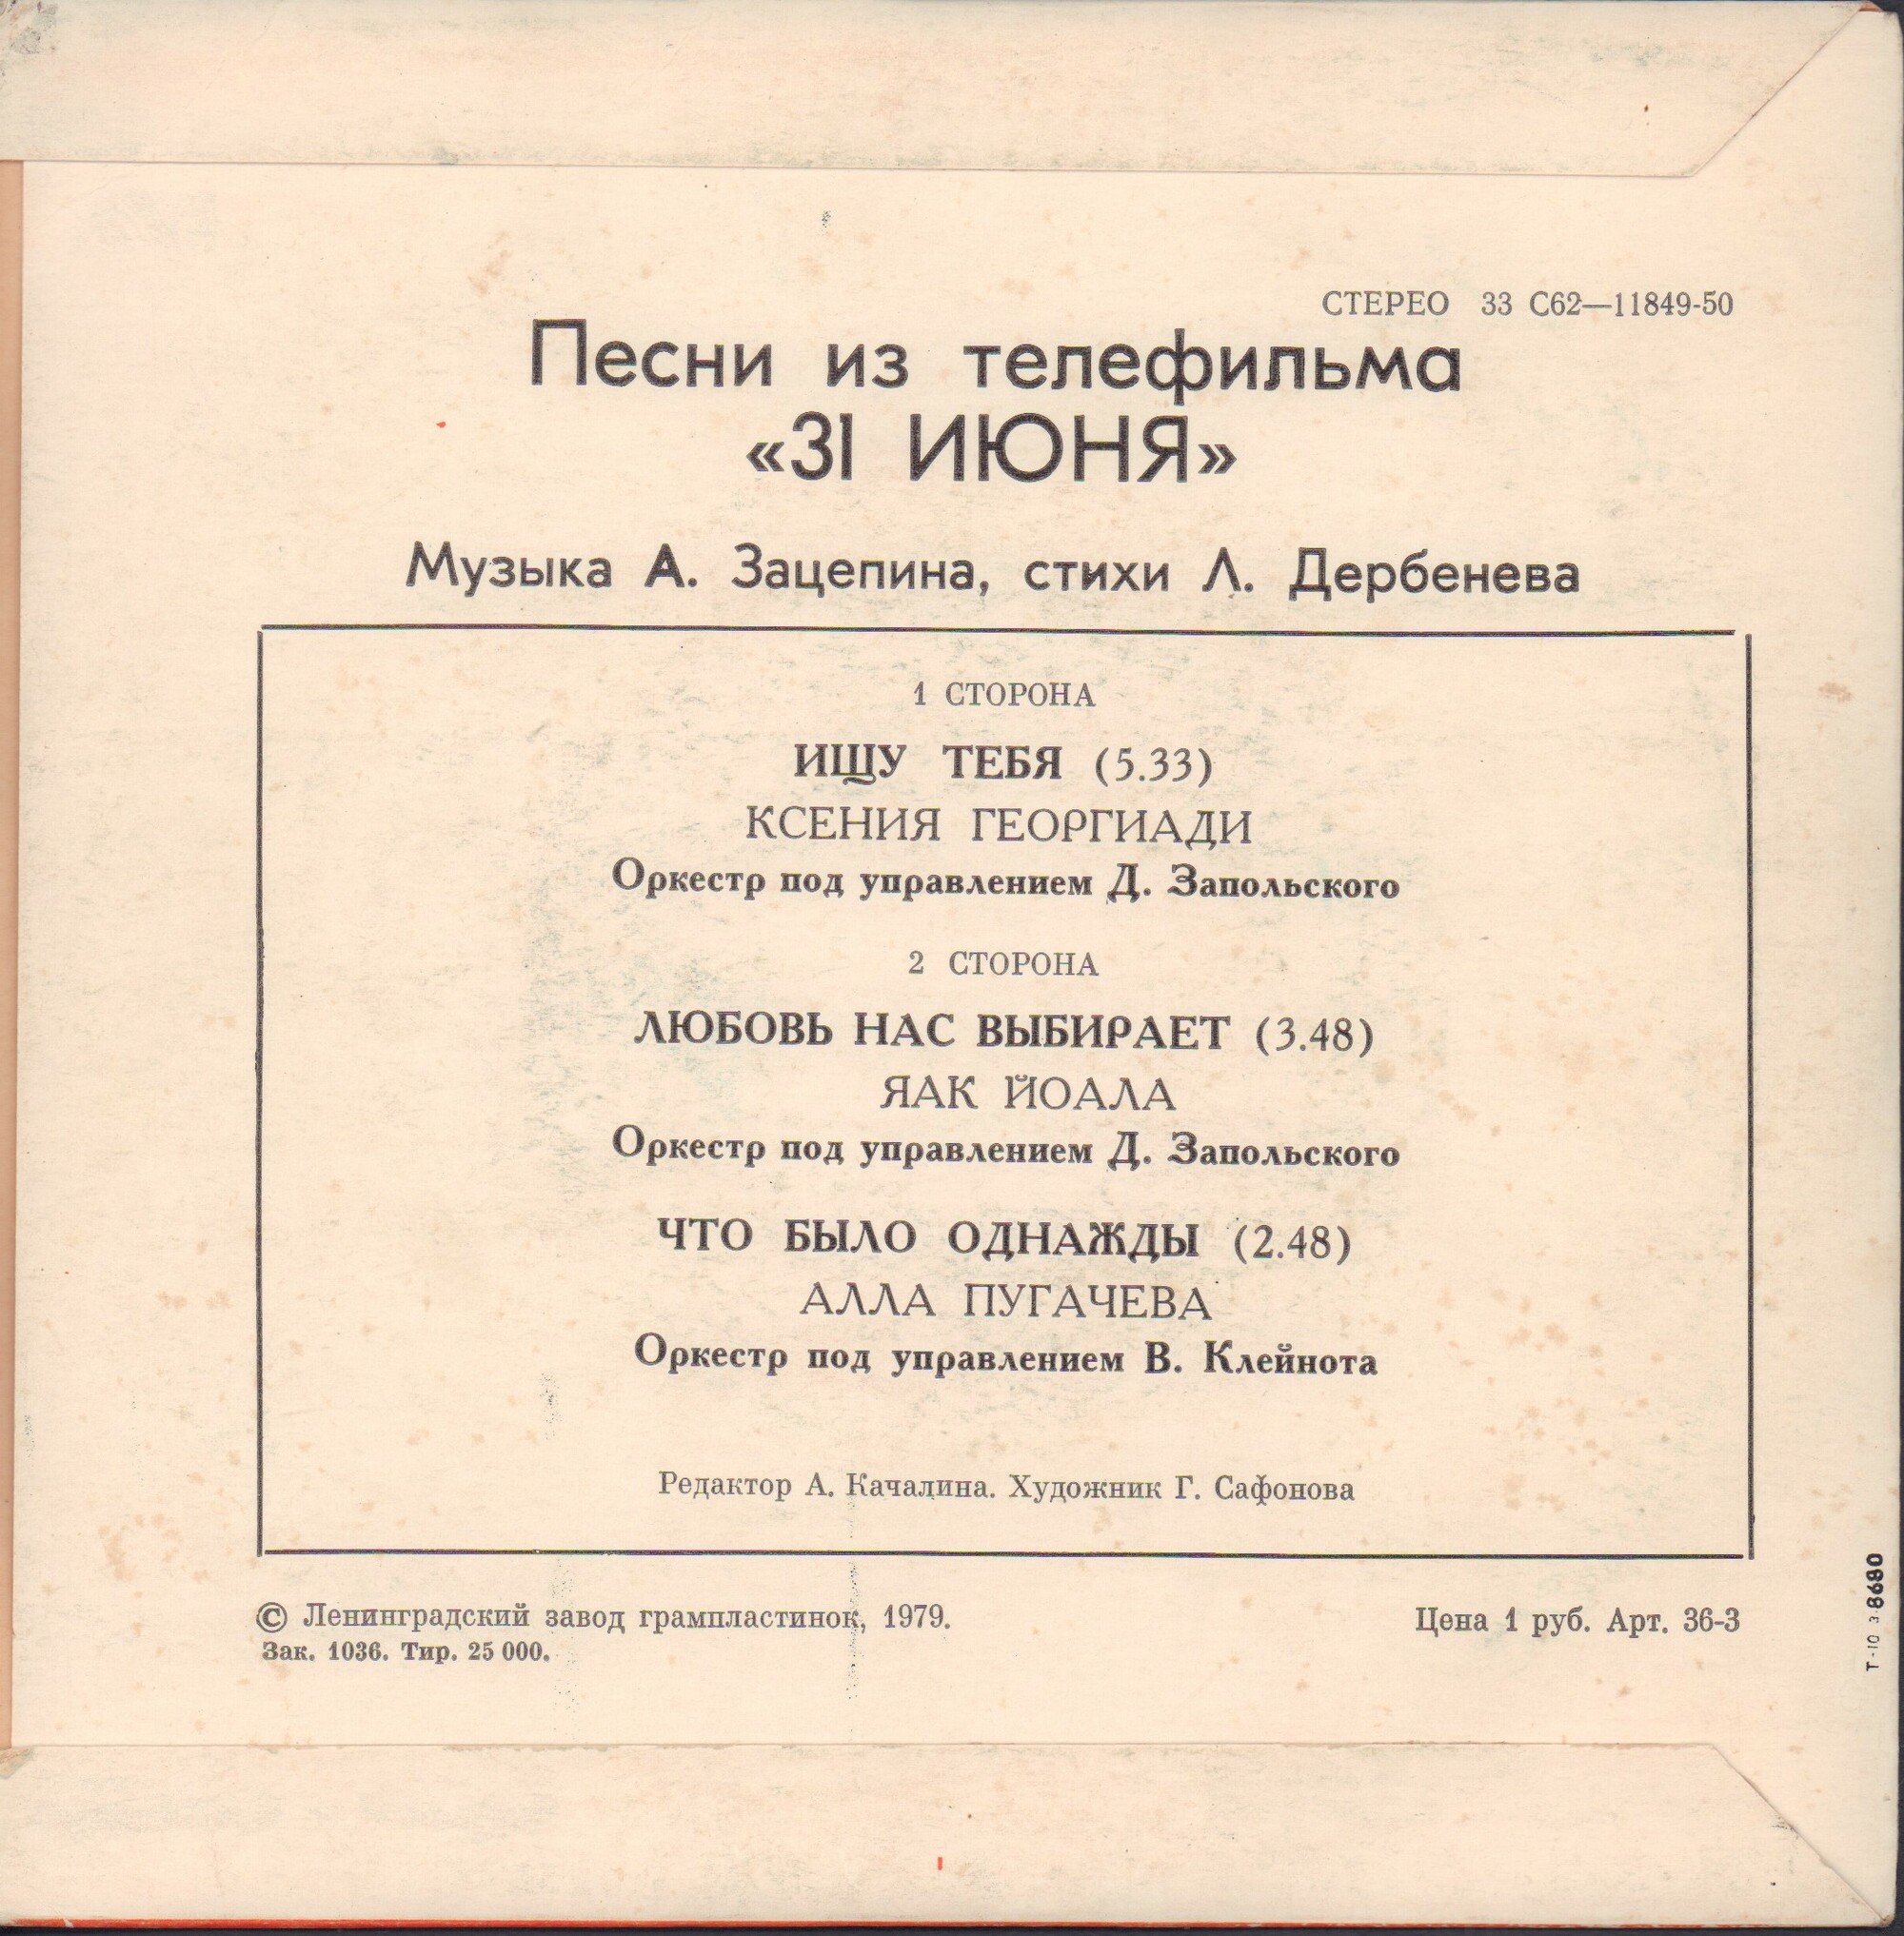 СТЕРЕО 33 С62—11849-50
Песни из телефильма
«31 ИЮНЯ»
Музыка А. Зацепина, стихи Л. Дербенева
1 СТОРОНА
ИЩУ ТЕБЯ (5.33)
КСЕНИЯ ГЕОРГИАДИ
Оркестр под управлением Д. Запольского
2 СТОРОНА
ЛЮБОВЬ НАС ВЫБИРАЕТ (3.48)
ЯАК ЙОАЛА
Оркестр под управлением Д. Запольского
ЧТО БЫЛО ОДНАЖДЫ (2.48)
АЛЛА ПУГАЧЕВА
Оркестр под управлением В. Клейнота
Редактор А. Качалина. Художник Г. Сафонова
© Ленинградский завод грампластинок, 1979.
Зак. 1036. Тир. 25 000.
Цена 1 руб. Арт. 36-3
Т-10 3 8680